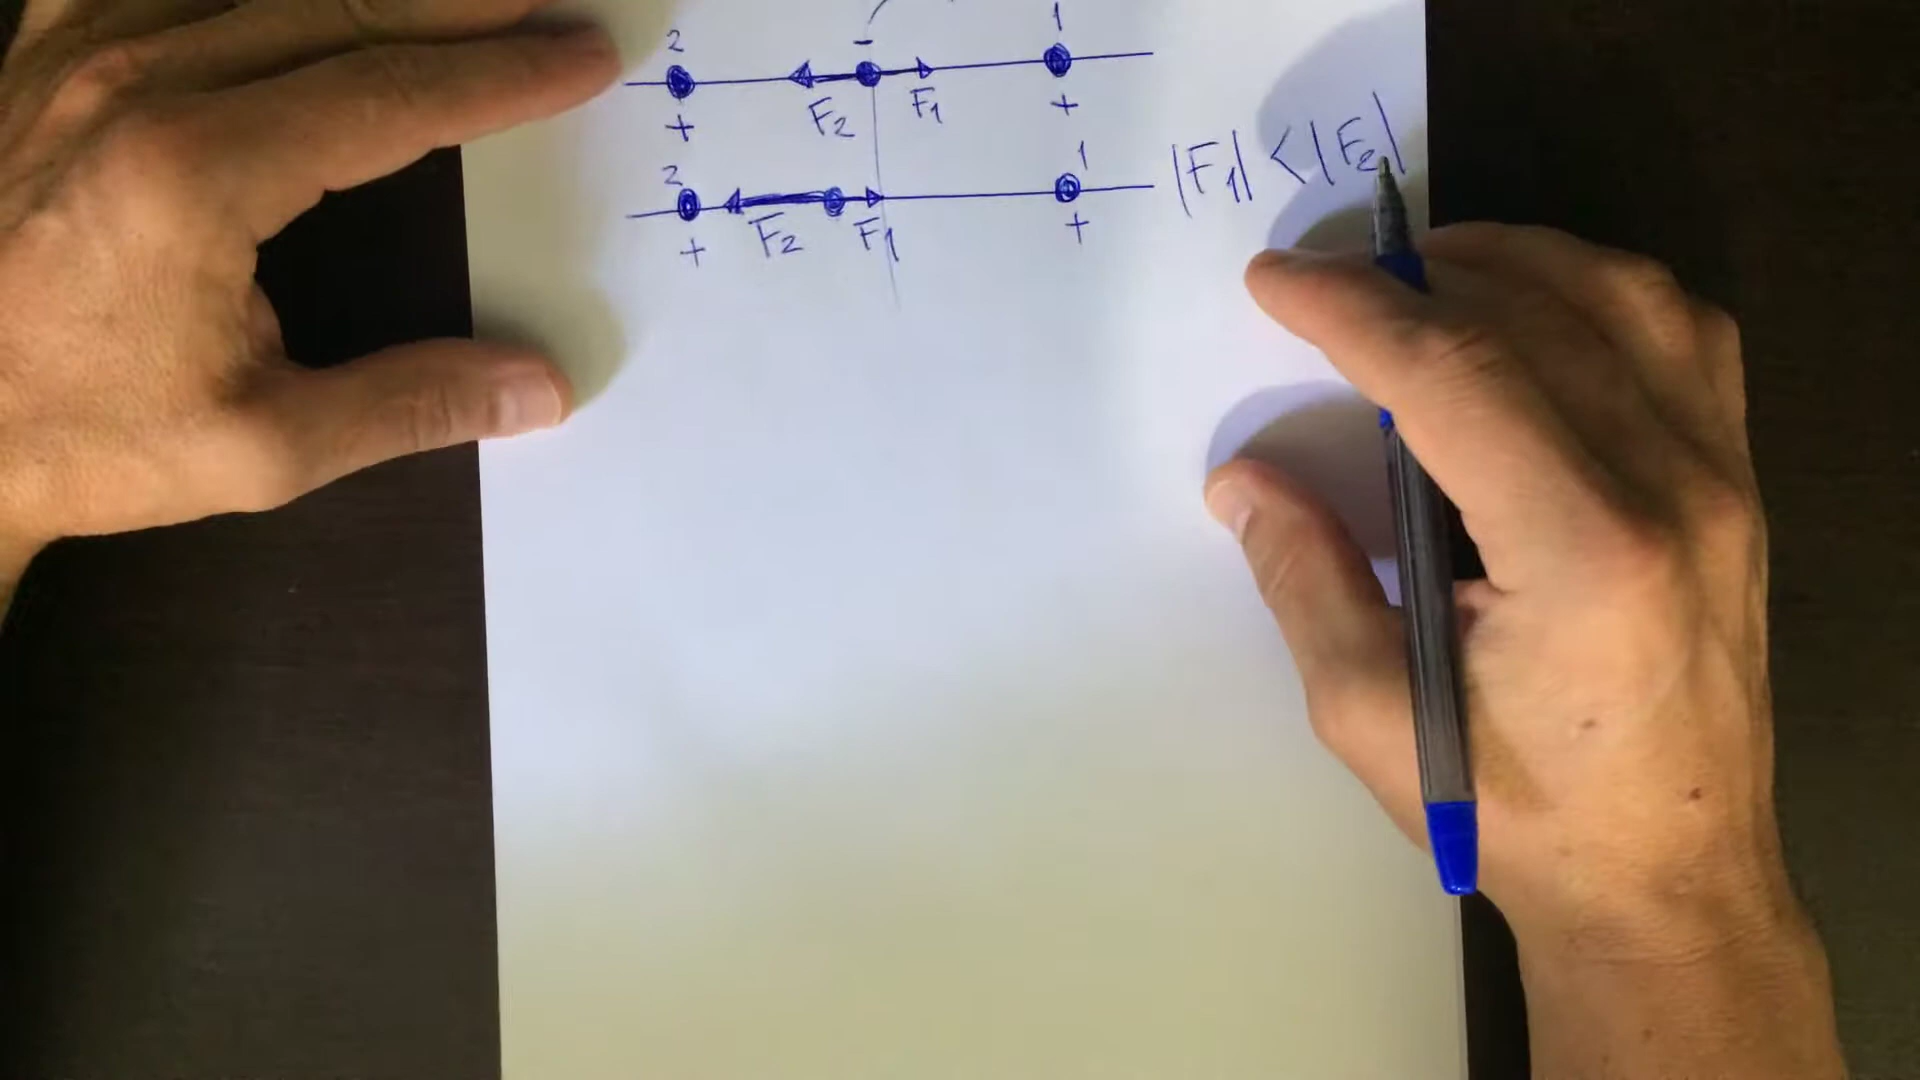 2 - 1
F₂ F₁
+ +
2 1
|F₁| < |F₂|
F₂ F₁
+ +